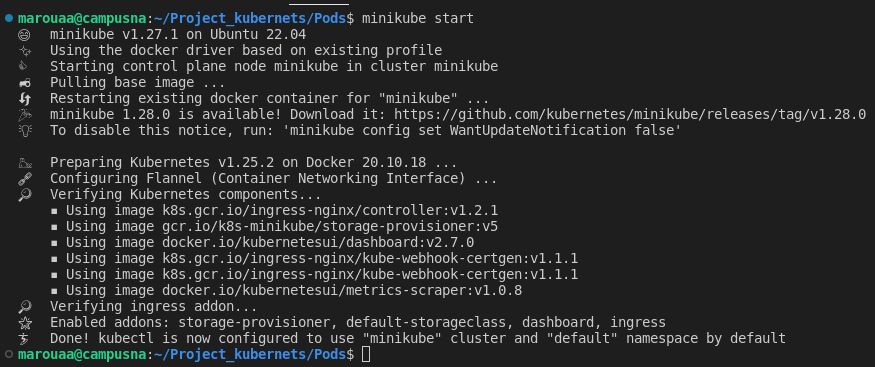 marouaa@campusna:~/Project_kubernets/Pods$ minikube start
minikube v1.27.1 on Ubuntu 22.04
Using the docker driver based on existing profile
Starting control plane node minikube in cluster minikube
Pulling base image ...
Restarting existing docker container for "minikube" ...
minikube 1.28.0 is available! Download it: https://github.com/kubernetes/minikube/releases/tag/v1.28.0
To disable this notice, run: 'minikube config set WantUpdateNotification false'
Preparing Kubernetes v1.25.2 on Docker 20.10.18 ...
Configuring Flannel (Container Networking Interface) ...
Verifying Kubernetes components...
▪ Using image k8s.gcr.io/ingress-nginx/controller:v1.2.1
▪ Using image gcr.io/k8s-minikube/storage-provisioner:v5
▪ Using image docker.io/kubernetesui/dashboard:v2.7.0
▪ Using image k8s.gcr.io/ingress-nginx/kube-webhook-certgen:v1.1.1
▪ Using image k8s.gcr.io/ingress-nginx/kube-webhook-certgen:v1.1.1
▪ Using image docker.io/kubernetesui/metrics-scraper:v1.0.8
Verifying ingress addon...
Enabled addons: storage-provisioner, default-storageclass, dashboard, ingress
Done! kubectl is now configured to use "minikube" cluster and "default" namespace by default
marouaa@campusna:~/Project_kubernets/Pods$